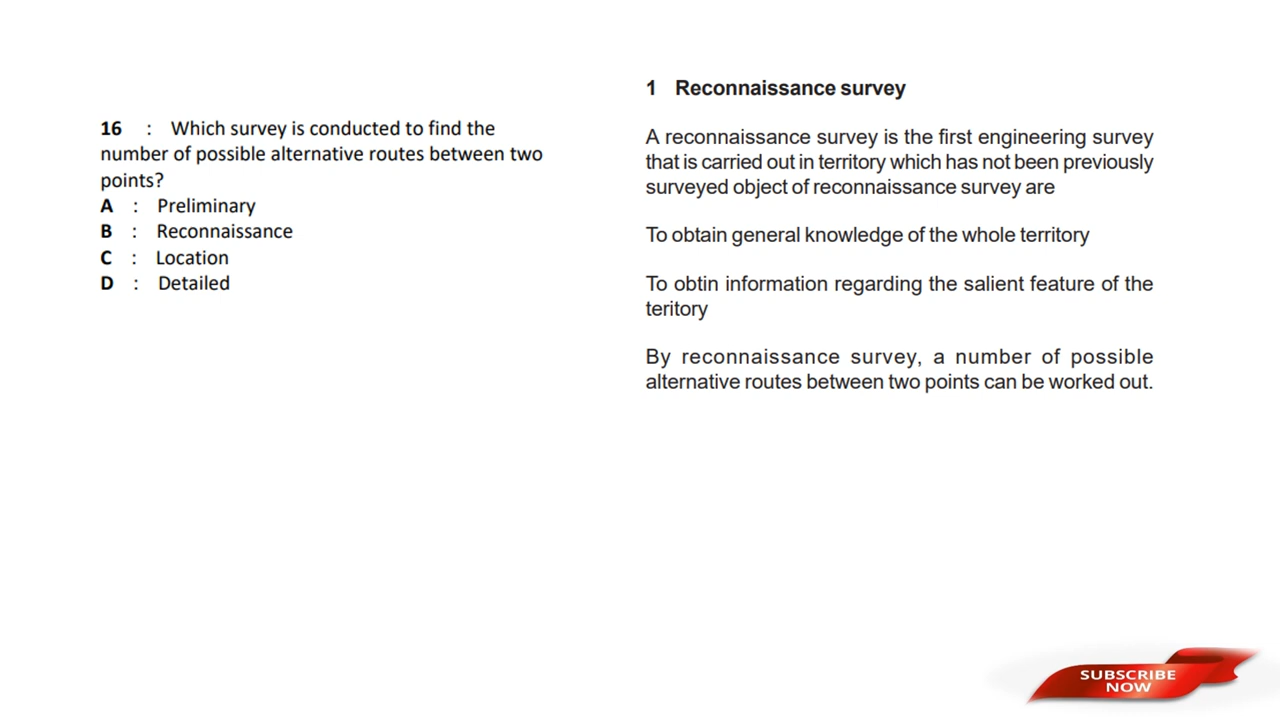 16 : Which survey is conducted to find the
number of possible alternative routes between two
points?
A : Preliminary
B : Reconnaissance
C : Location
D : Detailed
1 Reconnaissance survey
A reconnaissance survey is the first engineering survey
that is carried out in territory which has not been previously
surveyed object of reconnaissance survey are
To obtain general knowledge of the whole territory
To obtin information regarding the salient feature of the
teritory
By reconnaissance survey, a number of possible
alternative routes between two points can be worked out.
SUBSCRIBE
NOW